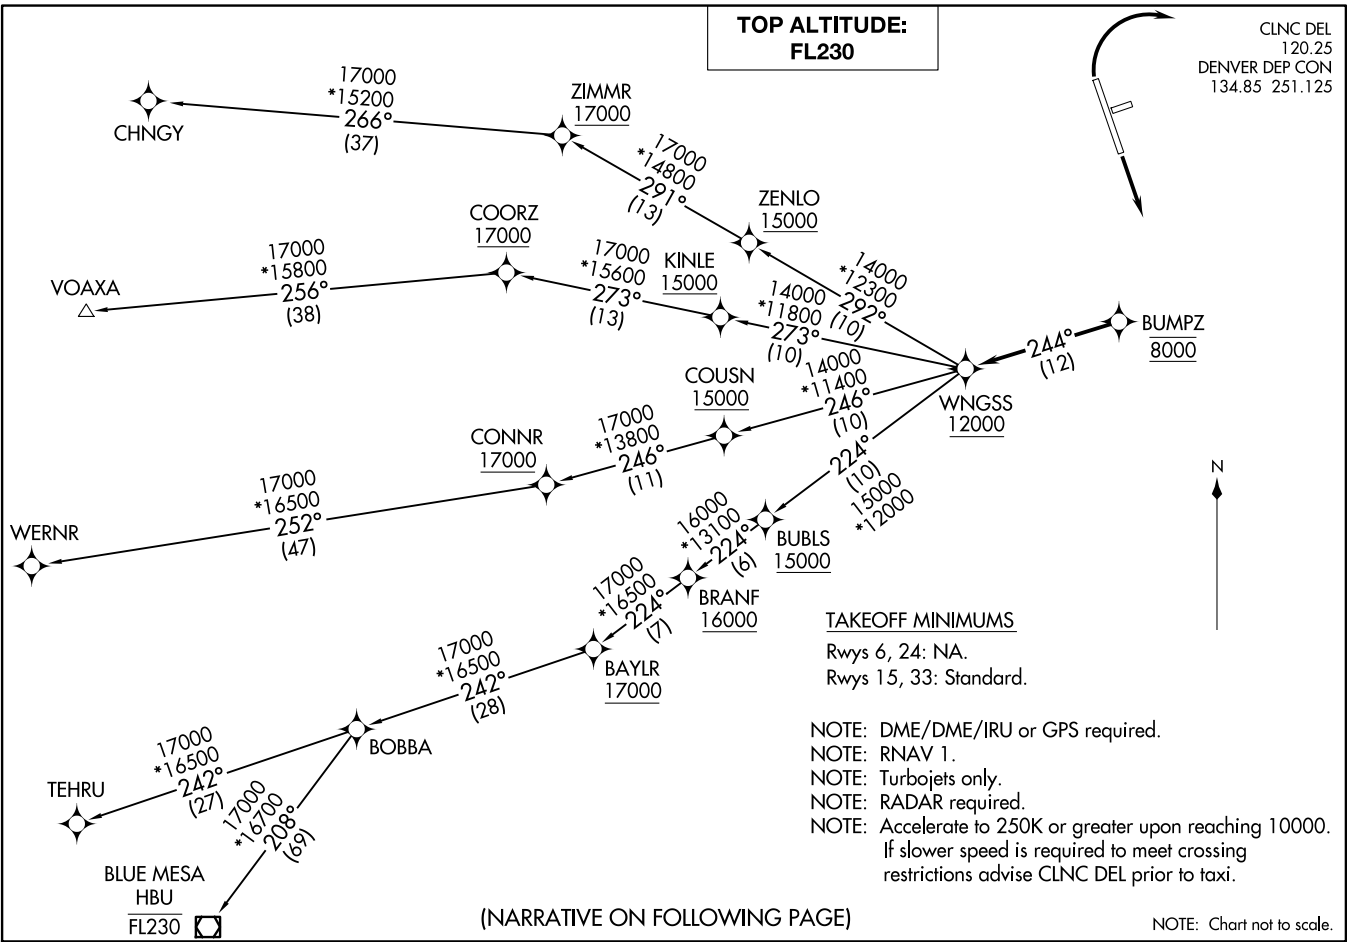 TOP ALTITUDE:
FL230
CLNC DEL
120.25
DENVER DEP CON
134.85 251.125
CHNGY
17000
*15200
266°
(37)
ZIMMR
17000
17000
*14800
291°
(13)
ZENLO
15000
14000
*12300
292°
(10)
VOAXA
17000
*15800
256°
(38)
COORZ
17000
17000
*15600
273°
(13)
KINLE
15000
14000
*11800
273°
(10)
BUMPZ
8000
244°
(12)
WNGSS
12000
14000
*11400
246°
(10)
COUSN
15000
17000
*13800
246°
(11)
CONNR
17000
17000
*16500
252°
(47)
WERNR
224°
(10)
15000
*12000
BUBLS
15000
16000
*13100
224°
(6)
BRANF
16000
17000
*16500
224°
(7)
BAYLR
17000
17000
*16500
242°
(28)
BOBBA
17000
*16500
242°
(27)
TEHRU
17000
*16700
208°
(69)
BLUE MESA
HBU
FL230
N
TAKEOFF MINIMUMS
Rwys 6, 24: NA.
Rwys 15, 33: Standard.
NOTE: DME/DME/IRU or GPS required.
NOTE: RNAV 1.
NOTE: Turbojets only.
NOTE: RADAR required.
NOTE: Accelerate to 250K or greater upon reaching 10000.
If slower speed is required to meet crossing
restrictions advise CLNC DEL prior to taxi.
(NARRATIVE ON FOLLOWING PAGE)
NOTE: Chart not to scale.